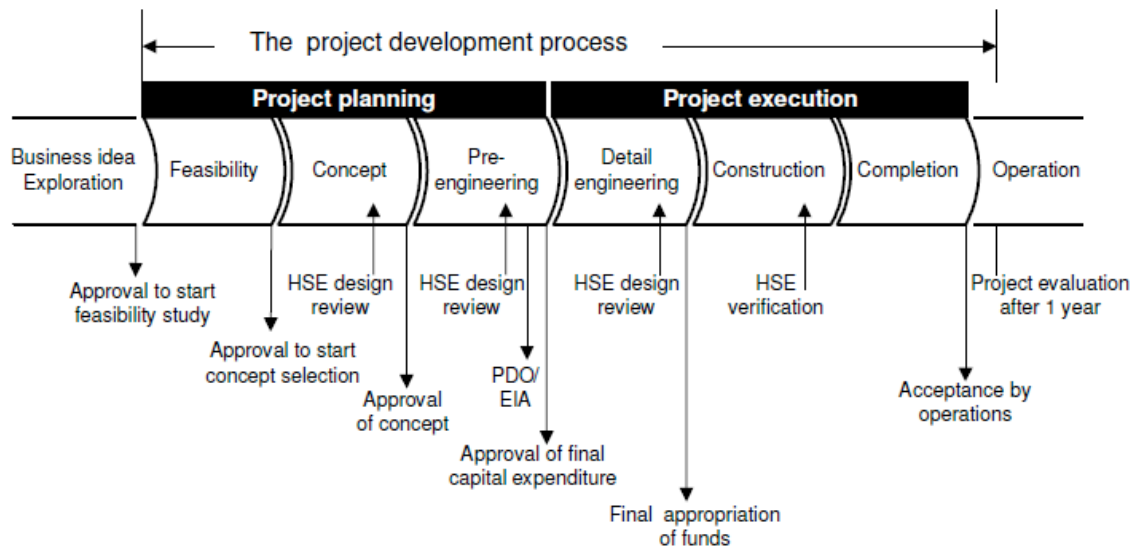 The project development process
Project planning
Project execution
Business idea
Exploration
Feasibility
Concept
Pre-
engineering
Detail
engineering
Construction
Completion
Operation
Approval to start
feasibility study
HSE design
review
HSE design
review
HSE design
review
HSE
verification
Project evaluation
after 1 year
Approval to start
concept selection
PDO/
EIA
Approval
of concept
Acceptance by
operations
Approval of final
capital expenditure
Final appropriation
of funds